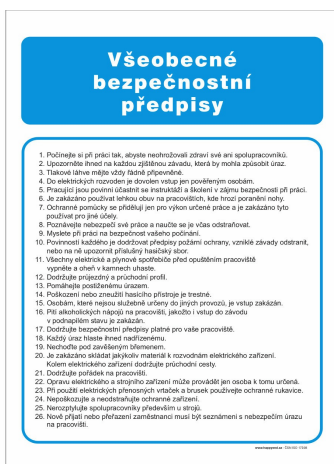 Všeobecné
bezpečnostní
předpisy
1. Počínejte si při práci tak, abyste neohrožovali zdraví své ani spolupracovníků.
2. Upozorněte ihned na každou zjištěnou závadu, která by mohla způsobit úraz.
3. Tlakové láhve mějte vždy řádně připevněné.
4. Do elektrických rozvoden je dovolen vstup jen pověřeným osobám.
5. Pracující jsou povinni účastnit se instruktáží a školení v zájmu bezpečnosti při práci.
6. Je zakázáno používat lehkou obuv na pracovištích, kde hrozí poranění nohy.
7. Ochranné pomůcky se přidělují jen pro výkon určené práce a je zakázáno tyto
používat pro jiné účely.
8. Poznávejte nebezpečí své práce a naučte se je včas odstraňovat.
9. Myslete při práci na bezpečnost vašeho počínání.
10. Povinností každého je dodržovat předpisy požární ochrany, vzniklé závady odstranit,
nebo na ně upozornit příslušný hasičský sbor.
11. Všechny elektrické a plynové spotřebiče před opuštěním pracoviště
vypněte a oheň v kamnech uhaste.
12. Dodržujte průjezdný a průchodní profil.
13. Pomáhejte postiženému úrazem.
14. Poškození nebo zneužití hasicího přístroje je trestné.
15. Osobám, které nejsou služebně určeny do jiných provozů, je vstup zakázán.
16. Pití alkoholických nápojů na pracovišti, jakožto i vstup do závodu
v podnapilém stavu je zakázán.
17. Dodržujte bezpečnostní předpisy platné pro vaše pracoviště.
18. Každý úraz hlaste ihned nadřízenému.
19. Nechoďte pod zavěšeným břemenem.
20. Je zakázáno skládat jakýkoliv materiál k rozvodnám elektrického zařízení.
Kolem elektrického zařízení dodržujte průchodné cesty.
21. Dodržujte pořádek na pracovišti.
22. Opravu elektrického a strojního zařízení může provádět jen osoba k tomu určená.
23. Při použití elektrických přenosných vrtaček a brusek používejte ochranné rukavice.
24. Nepoškozujte a neodstraňujte ochranné zařízení.
25. Nerozptylujte spolupracovníky především u strojů.
26. Nově přijatí nebo přeřazení zaměstnanci musí být seznámeni s nebezpečím úrazu
na pracovišti.